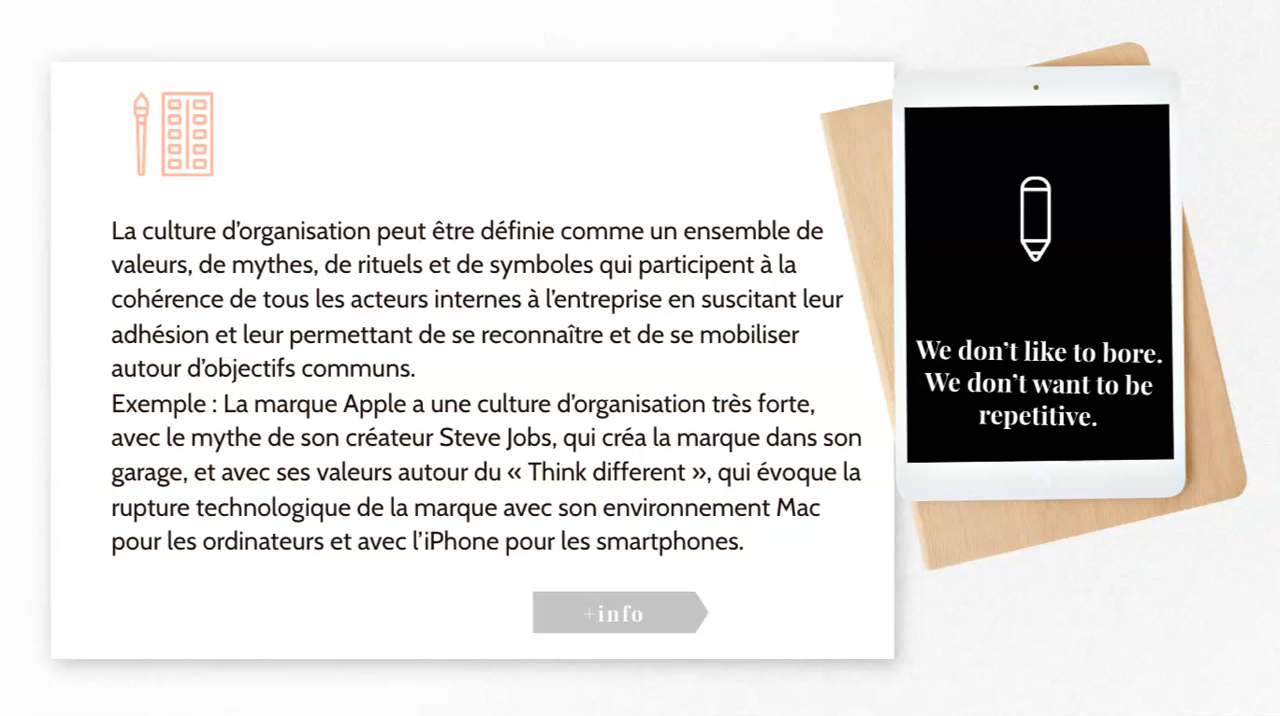 La culture d’organisation peut être définie comme un ensemble de
valeurs, de mythes, de rituels et de symboles qui participent à la
cohérence de tous les acteurs internes à l’entreprise en suscitant leur
adhésion et leur permettant de se reconnaître et de se mobiliser
autour d’objectifs communs.
Exemple : La marque Apple a une culture d’organisation très forte,
avec le mythe de son créateur Steve Jobs, qui créa la marque dans son
garage, et avec ses valeurs autour du « Think different », qui évoque la
rupture technologique de la marque avec son environnement Mac
pour les ordinateurs et avec l’iPhone pour les smartphones.
+info
We don’t like to bore.
We don’t want to be
repetitive.